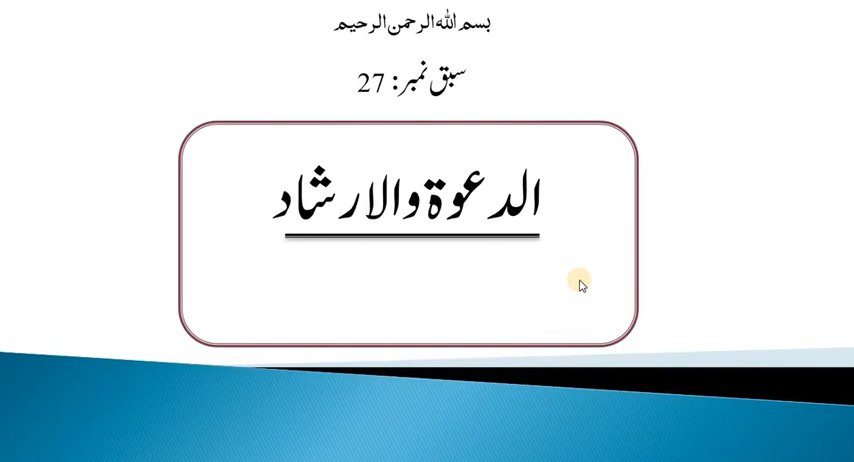 بسم اللہ الرحمن الرحیم
سبق نمبر: 27
الدعوۃ والارشاد